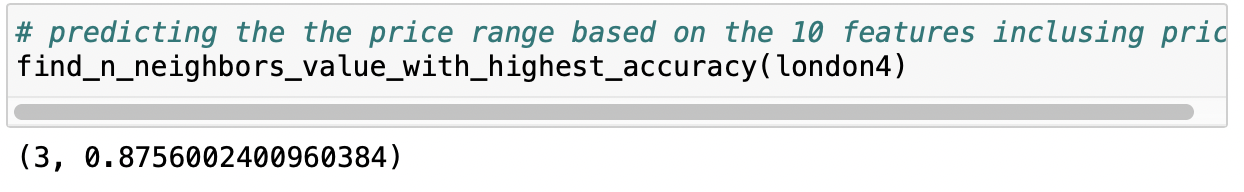 # predicting the the price range based on the 10 features inclusing pric
find_n_neighbors_value_with_highest_accuracy(london4)
(3, 0.8756002400960384)